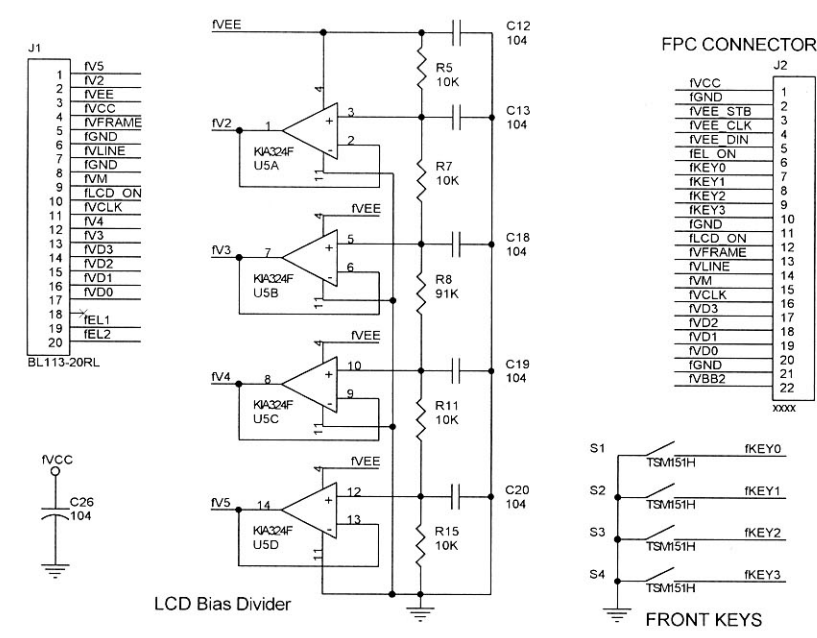 J1
1 fV5
2 fV2
3 fVEE
4 fVCC
5 fVFRAME
6 fGND
7 fVLINE
8 fGND
9 fVM
10 fLCD_ON
11 fVCLK
12 fV4
13 fV3
14 fVD3
15 fVD2
16 fVD1
17 fVD0
18
19 fEL1
20 fEL2
BL113-20RL
fVCC
C26
104
fVEE
C12
104
R5
10K
4
fV2
1
+
3
-
2
KIA324F
U5A
11
C13
104
R7
10K
fVEE
4
fV3
7
+
5
-
6
KIA324F
U5B
11
C18
104
R8
91K
fVEE
4
fV4
8
+
10
-
9
KIA324F
U5C
11
C19
104
R11
10K
fVEE
4
fV5
14
+
12
-
13
KIA324F
U5D
11
C20
104
R15
10K
LCD Bias Divider
FPC CONNECTOR
J2
fVCC 1
fGND 2
fVEE_STB 3
fVEE_CLK 4
fVEE_DIN 5
fEL_ON 6
fKEY0 7
fKEY1 8
fKEY2 9
fKEY3 10
fGND 11
fLCD_ON 12
fVFRAME 13
fVLINE 14
fVM 15
fVCLK 16
fVD3 17
fVD2 18
fVD1 19
fVD0 20
fGND 21
fVBB2 22
xxxx
S1
TSM151H
fKEY0
S2
TSM151H
fKEY1
S3
TSM151H
fKEY2
S4
TSM151H
fKEY3
FRONT KEYS